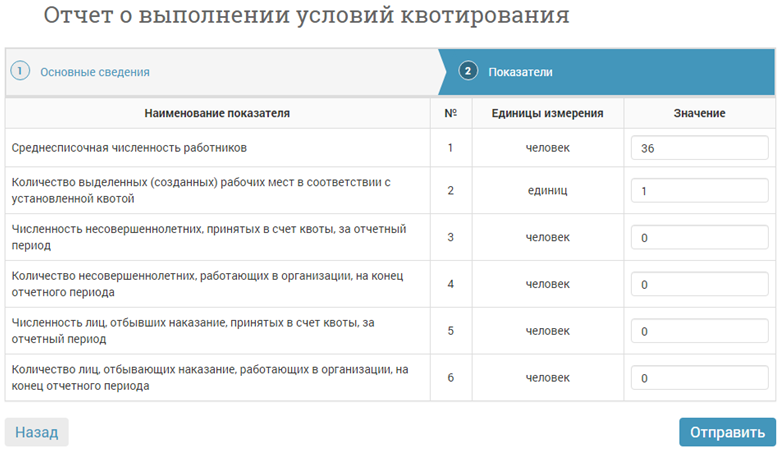 Отчет о выполнении условий квотирования
1 Основные сведения
2 Показатели
Наименование показателя № Единицы измерения Значение
Среднесписочная численность работников 1 человек 36
Количество выделенных (созданных) рабочих мест в соответствии с
установленной квотой
2 единиц 1
Численность несовершеннолетних, принятых в счет квоты, за отчетный
период
3 человек 0
Количество несовершеннолетних, работающих в организации, на конец
отчетного периода
4 человек 0
Численность лиц, отбывших наказание, принятых в счет квоты, за
отчетный период
5 человек 0
Количество лиц, отбывающих наказание, работающих в организации, на
конец отчетного периода
6 человек 0
Назад
Отправить